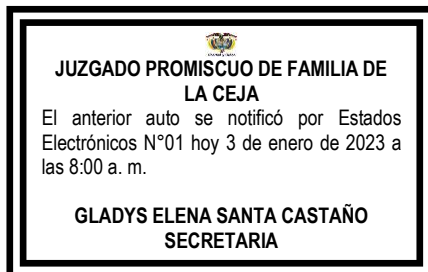 JUZGADO PROMISCUO DE FAMILIA DE
LA CEJA
El anterior auto se notificó por Estados
Electrónicos N°01 hoy 3 de enero de 2023 a
las 8:00 a. m.
GLADYS ELENA SANTA CASTAÑO
SECRETARIA